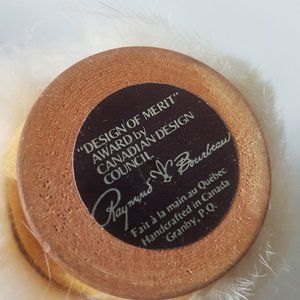 "DESIGN OF MERIT"
AWARD by
CANADIAN DESIGN
COUNCIL
Raymond Bourbeau
Fait à la main au Québec
Handcrafted in Canada
Granby, P.Q.